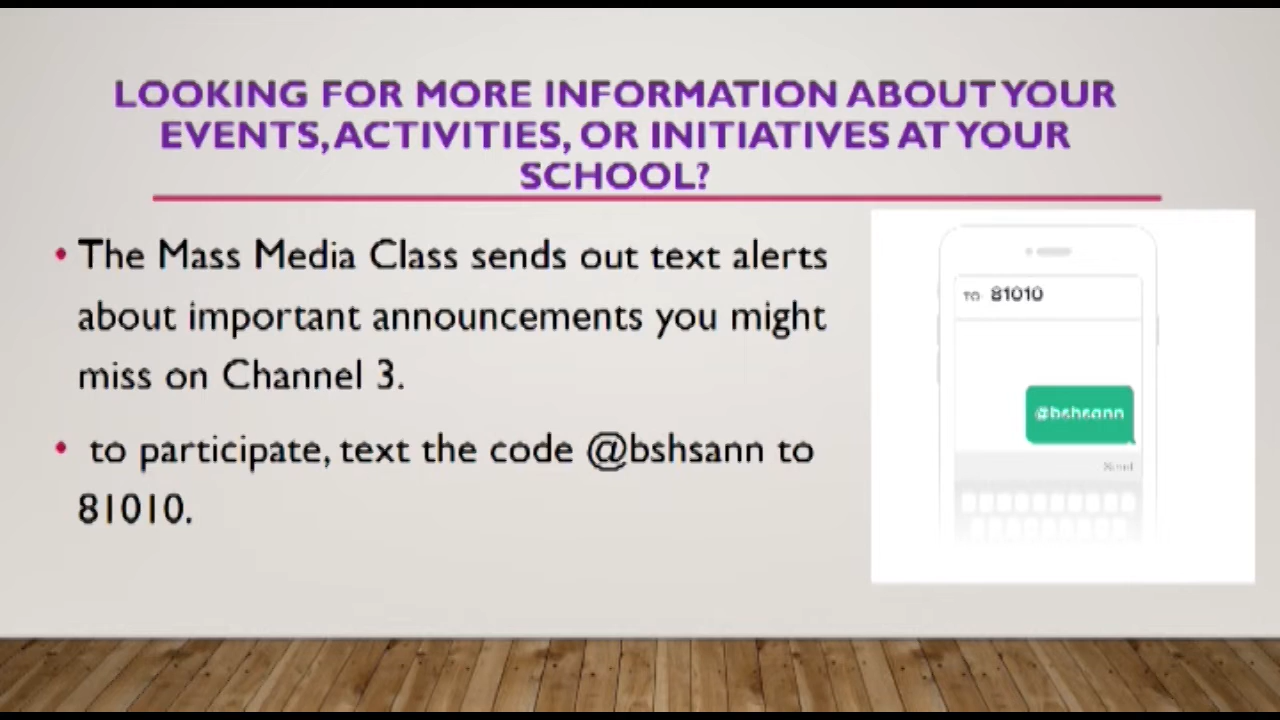 LOOKING FOR MORE INFORMATION ABOUT YOUR
EVENTS, ACTIVITIES, OR INITIATIVES AT YOUR
SCHOOL?
• The Mass Media Class sends out text alerts
about important announcements you might
miss on Channel 3.
• to participate, text the code @bshsann to
81010.
TO 81010
@bshsann
Send